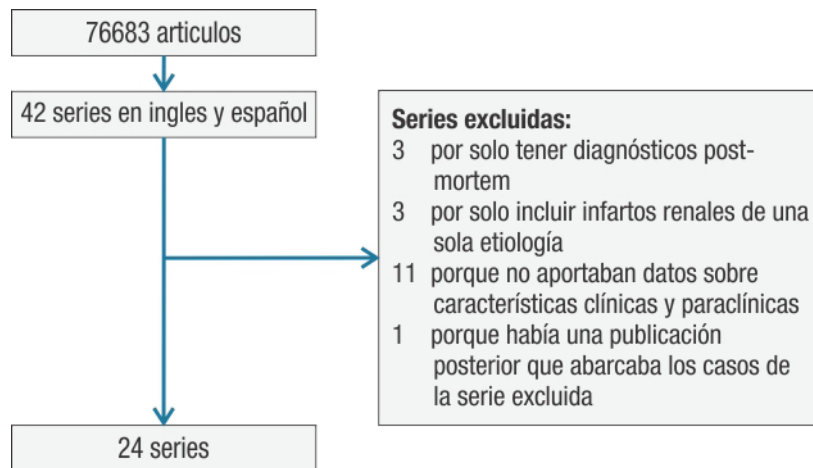 76683 articulos
42 series en ingles y español
Series excluidas:
3 por solo tener diagnósticos post-
mortem
3 por solo incluir infartos renales de una
sola etiología
11 porque no aportaban datos sobre
características clínicas y paraclínicas
1 porque había una publicación
posterior que abarcaba los casos de
la serie excluida
24 series